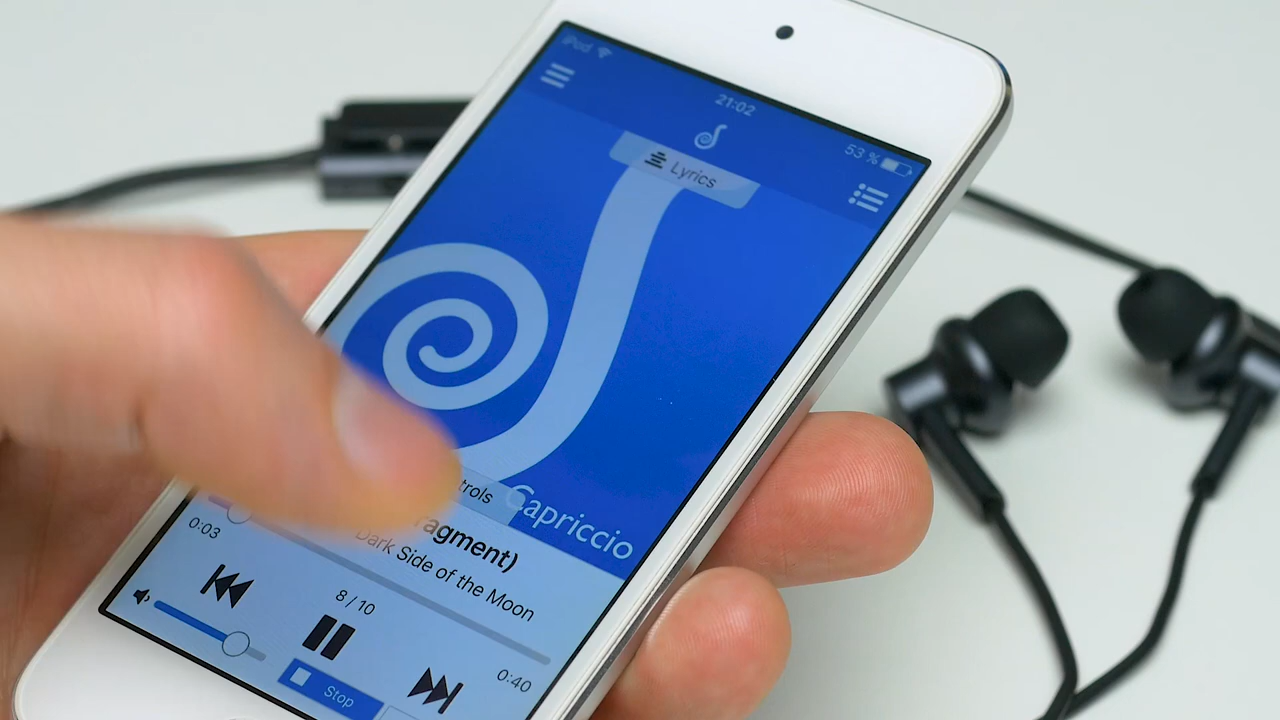 iPod
21:02
53 %
Lyrics
trols
Capriccio
ragment)
Dark Side of the Moon
0:03
8 / 10
0:40
Stop